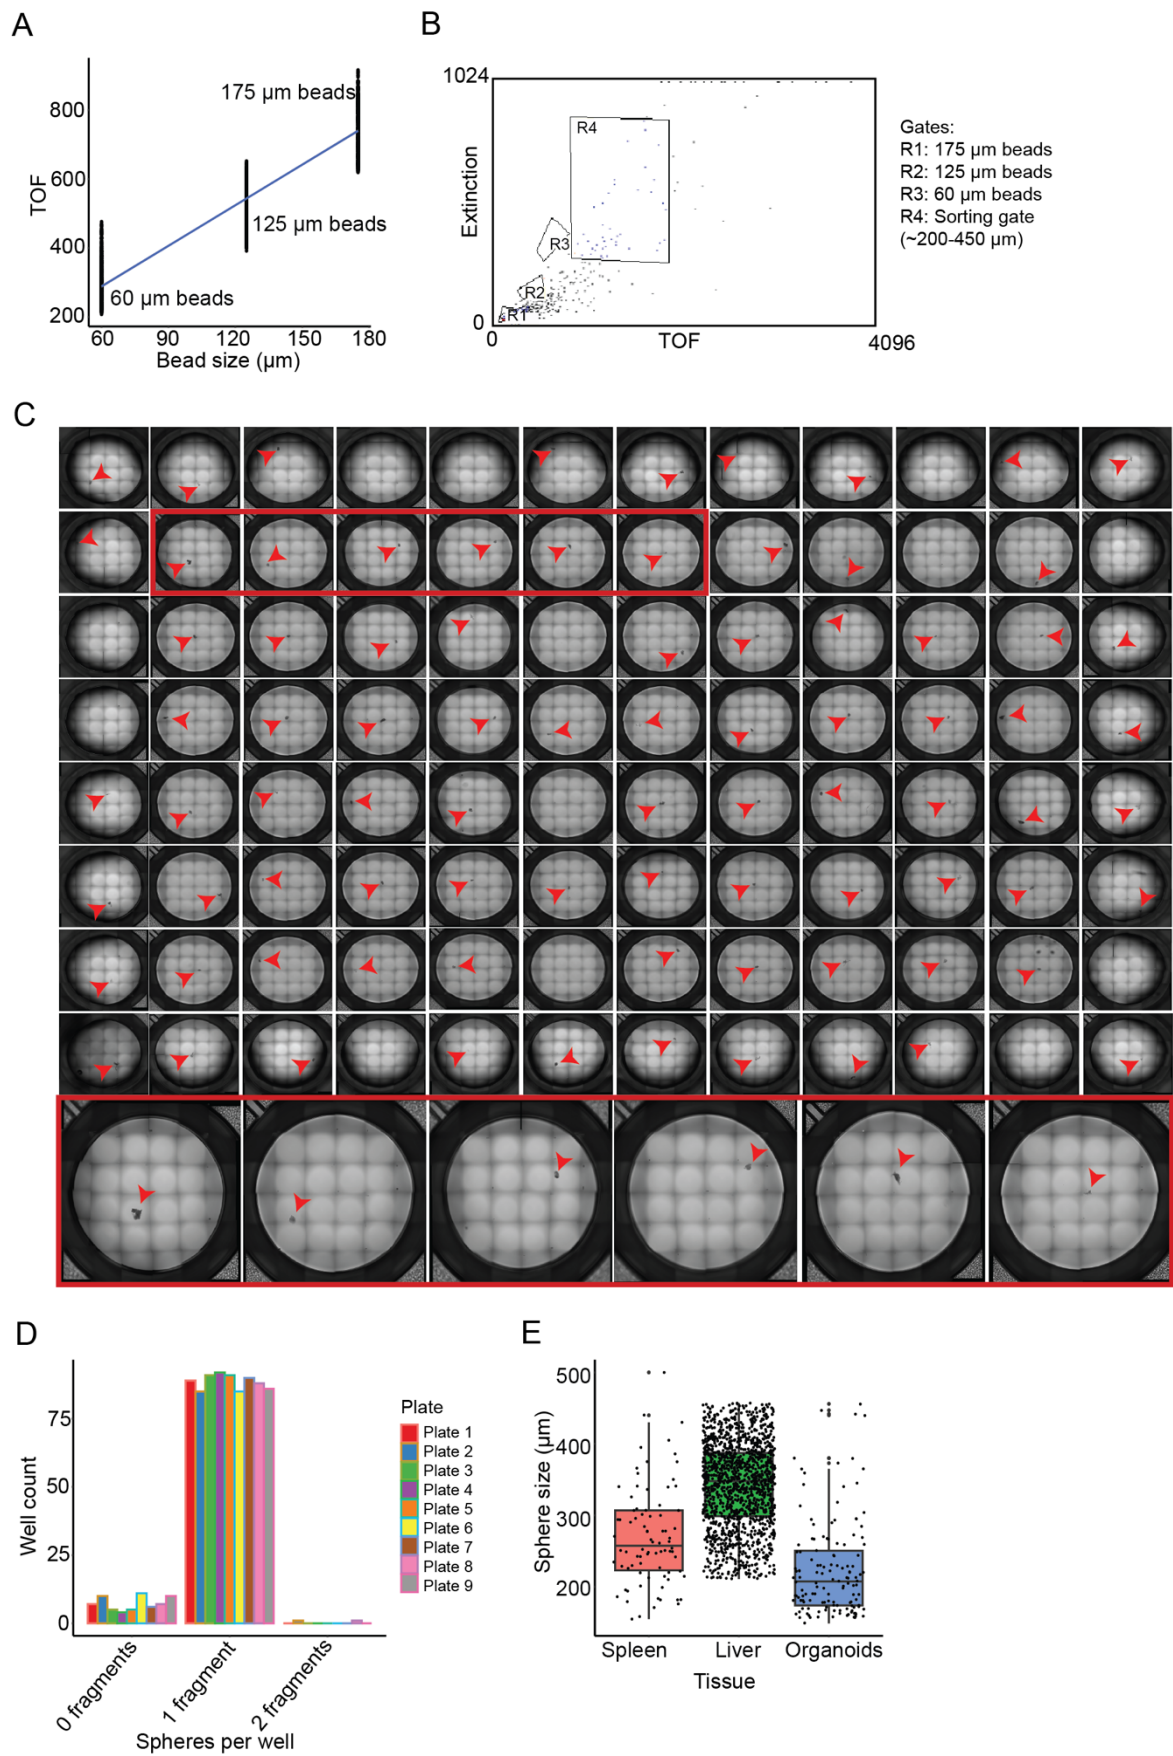 A
TOF
800
600
400
200
175 µm beads
125 µm beads
60 µm beads
60 90 120 150 180
Bead size (µm)
B
1024
Extinction
0
R4
R3
R2
R1
0 TOF 4096
Gates:
R1: 175 µm beads
R2: 125 µm beads
R3: 60 µm beads
R4: Sorting gate
(~200-450 µm)
C
D
Well count
75
50
25
0
0 fragments
1 fragment
2 fragments
Spheres per well
Plate
Plate 1
Plate 2
Plate 3
Plate 4
Plate 5
Plate 6
Plate 7
Plate 8
Plate 9
E
Sphere size (µm)
500
400
300
200
Spleen Liver Organoids
Tissue